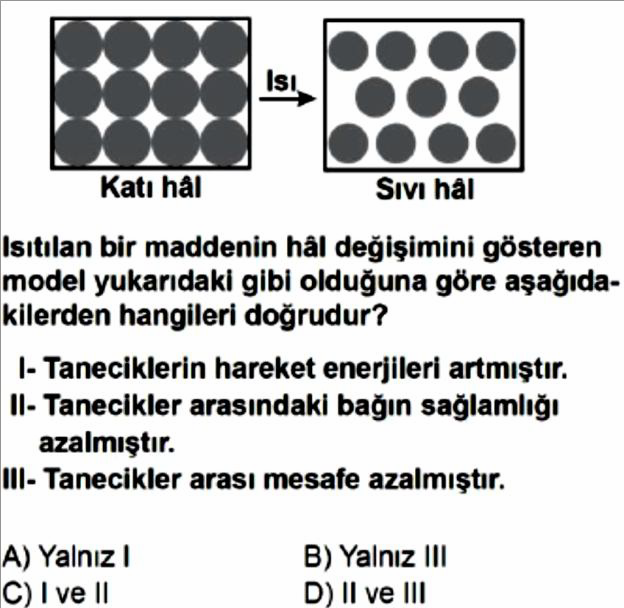 Isı
Katı hâl
Sıvı hâl
Isıtılan bir maddenin hâl değişimini gösteren
model yukarıdaki gibi olduğuna göre aşağıda-
kilerden hangileri doğrudur?
I- Taneciklerin hareket enerjileri artmıştır.
II- Tanecikler arasındaki bağın sağlamlığı
azalmıştır.
III- Tanecikler arası mesafe azalmıştır.
A) Yalnız I
B) Yalnız III
C) I ve II
D) II ve III